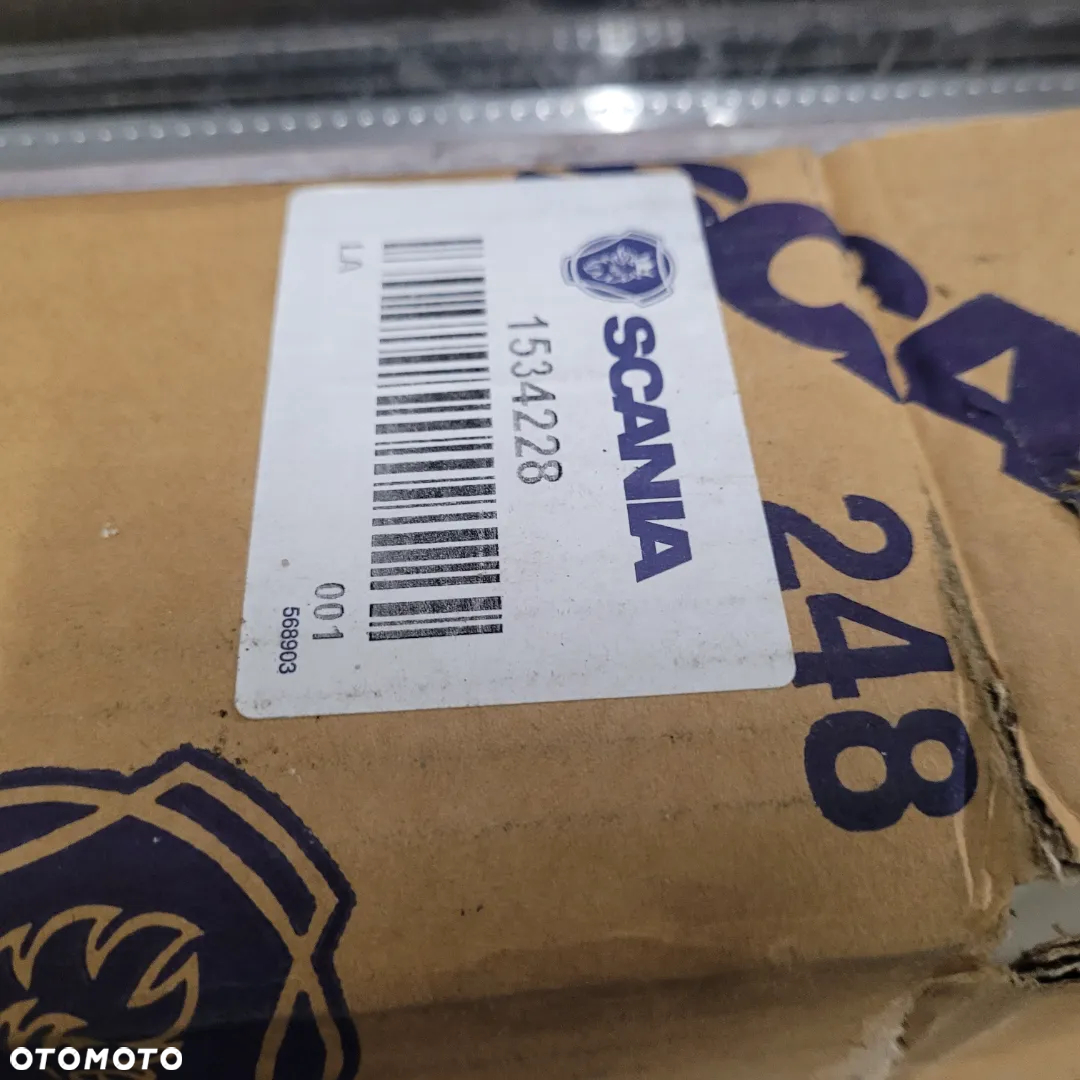 SCANIA
1534228
LA
001
568903
248
OTOMOTO